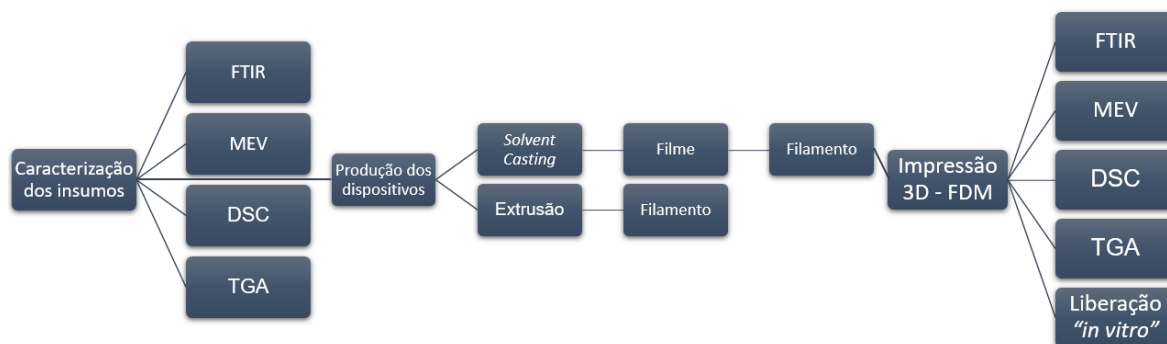 Caracterização
dos insumos
FTIR
MEV
DSC
TGA
Produção dos
dispositivos
Solvent
Casting
Filme
Filamento
Extrusão
Filamento
Impressão
3D - FDM
FTIR
MEV
DSC
TGA
Liberação
“in vitro”